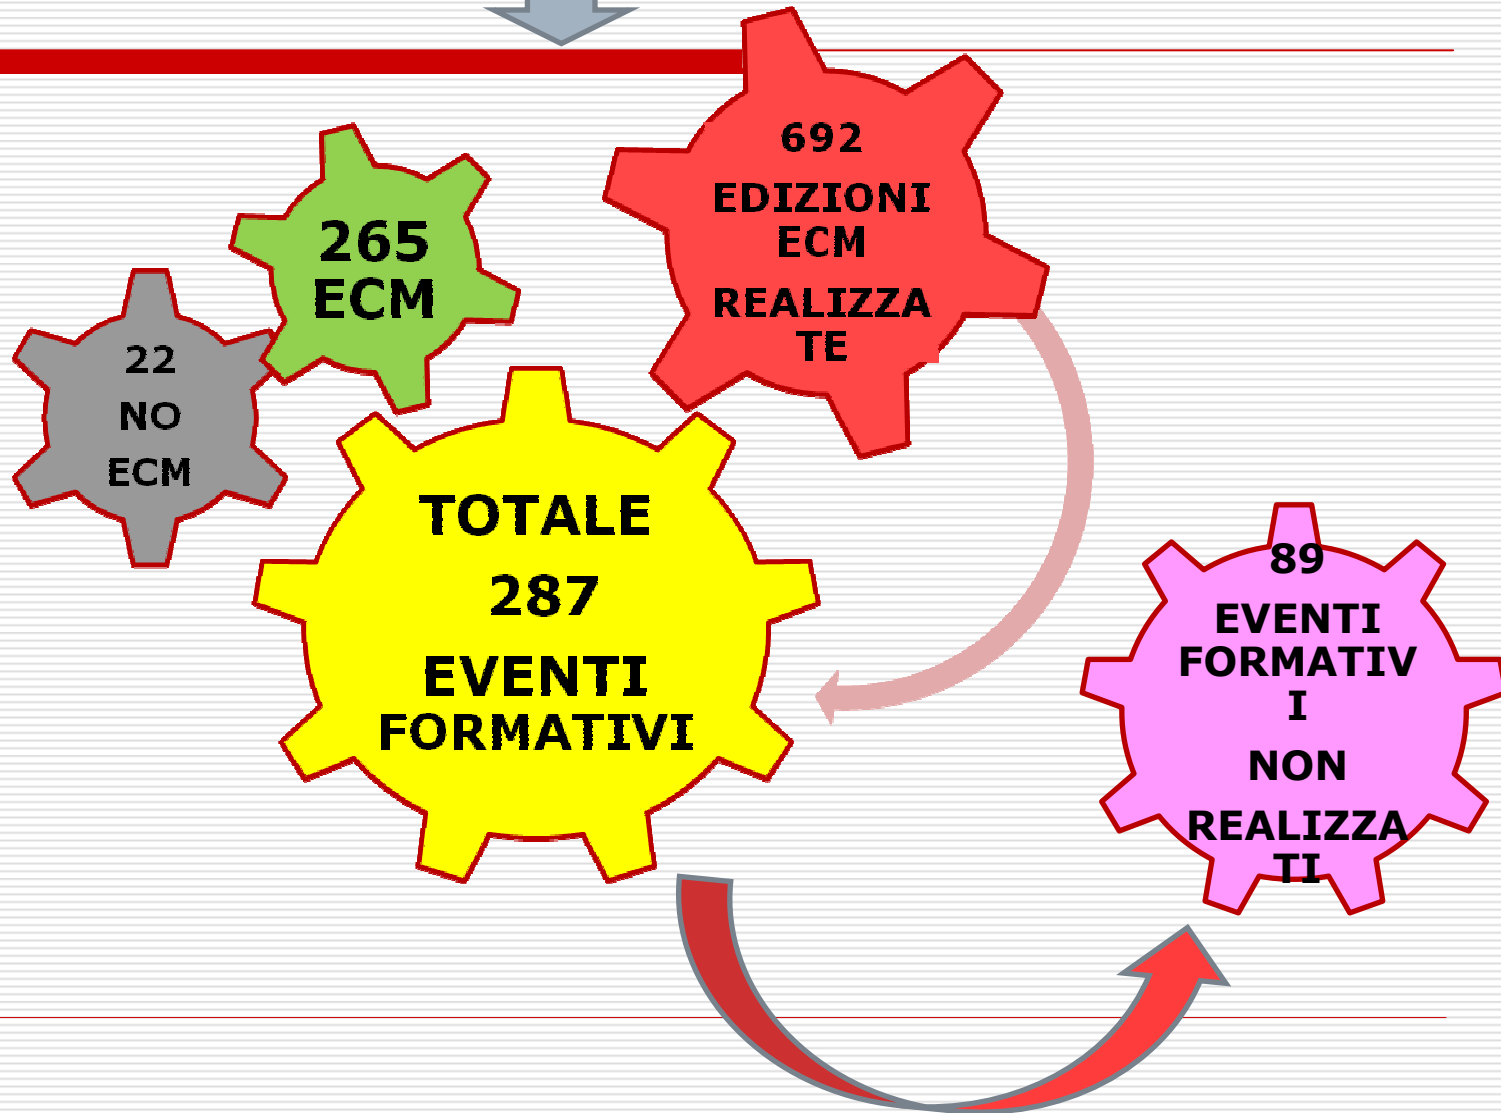 692
EDIZIONI
ECM
REALIZZA
TE
265
ECM
22
NO
ECM
TOTALE
287
EVENTI
FORMATIVI
89
EVENTI
FORMATIV
I
NON
REALIZZA
TI